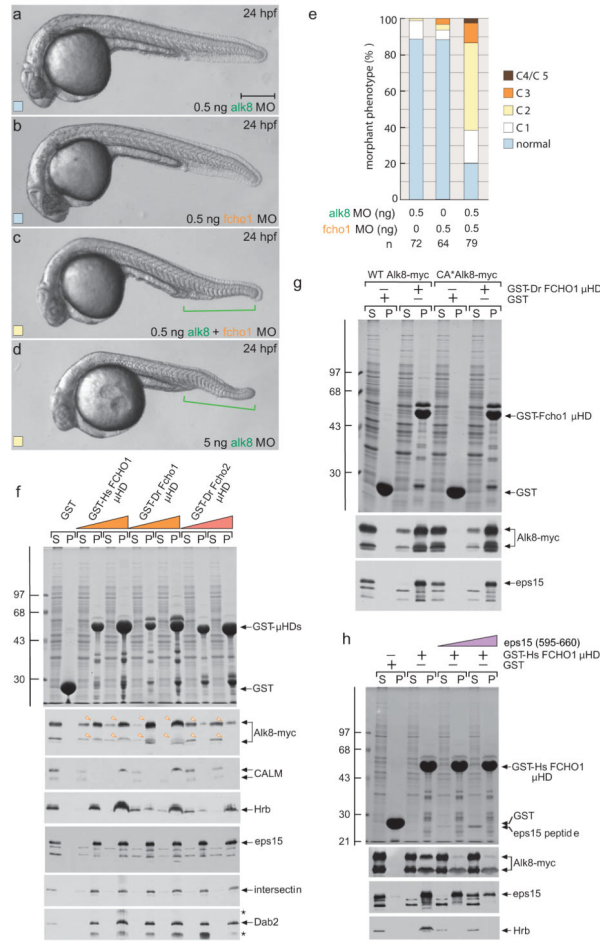 a
24 hpf
0.5 ng alk8 MO
b
24 hpf
0.5 ng fcho1 MO
c
24 hpf
0.5 ng alk8 + fcho1 MO
d
24 hpf
5 ng alk8 MO
e
morphant phenotype (%)
100
80
60
40
20
0
C4/C 5
C 3
C 2
C 1
normal
alk8 MO (ng) 0.5 0 0.5
fcho1 MO (ng) 0 0.5 0.5
n 72 64 79
f
GST
GST-Hs FCHO1 µHD
GST-Dr Fcho1 µHD
GST-Dr Fcho2 µHD
S P S P S P S P S P S P S P
97
68
43
30
GST-µHDs
GST
Alk8-myc
CALM
Hrb
eps15
intersectin
*
Dab2
*
g
WT Alk8-myc CA*Alk8-myc
− + − + GST-Dr FCHO1 µHD
+ − + − GST
S P S P S P S P
97
68
43
30
GST-Fcho1 µHD
GST
Alk8-myc
eps15
h
eps15 (595-660)
− + + + GST-Hs FCHO1 µHD
+ − − − GST
S P S P S P S P
97
68
43
30
21
GST-Hs FCHO1
µHD
GST
eps15 peptide
Alk8-myc
eps15
Hrb